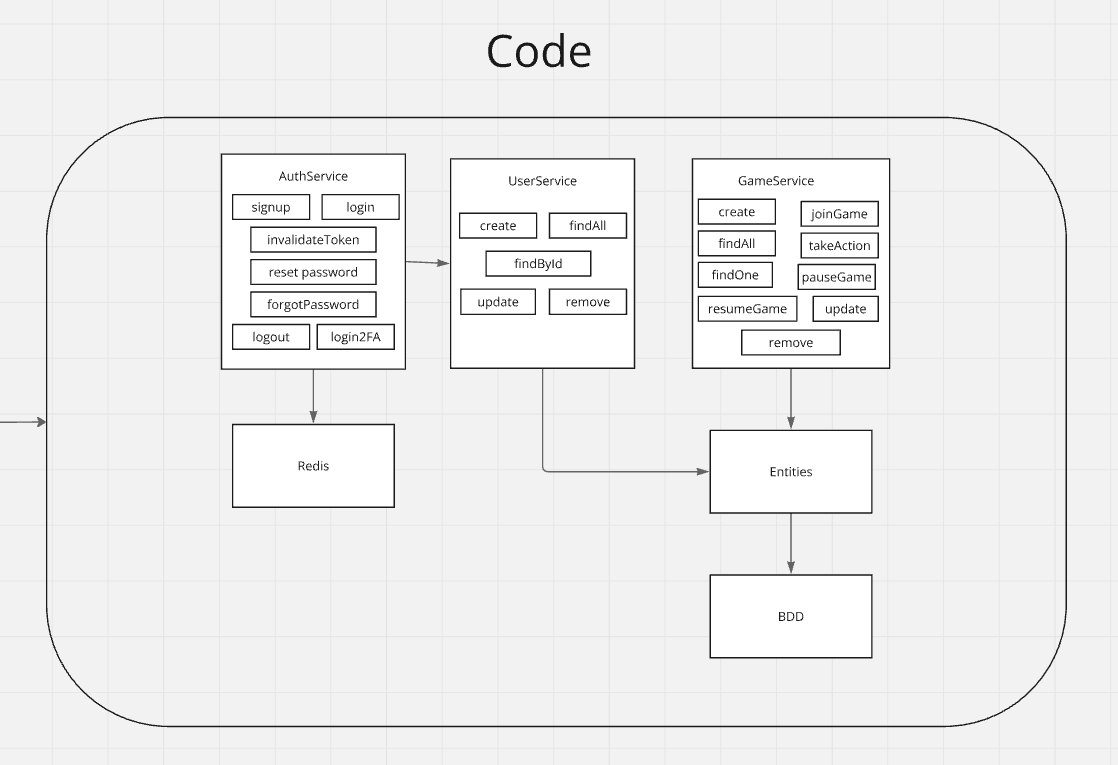 Code
AuthService
signup
login
invalidateToken
reset password
forgotPassword
logout
login2FA
UserService
create
findAll
findById
update
remove
GameService
create
joinGame
findAll
takeAction
findOne
pauseGame
resumeGame
update
remove
Redis
Entities
BDD